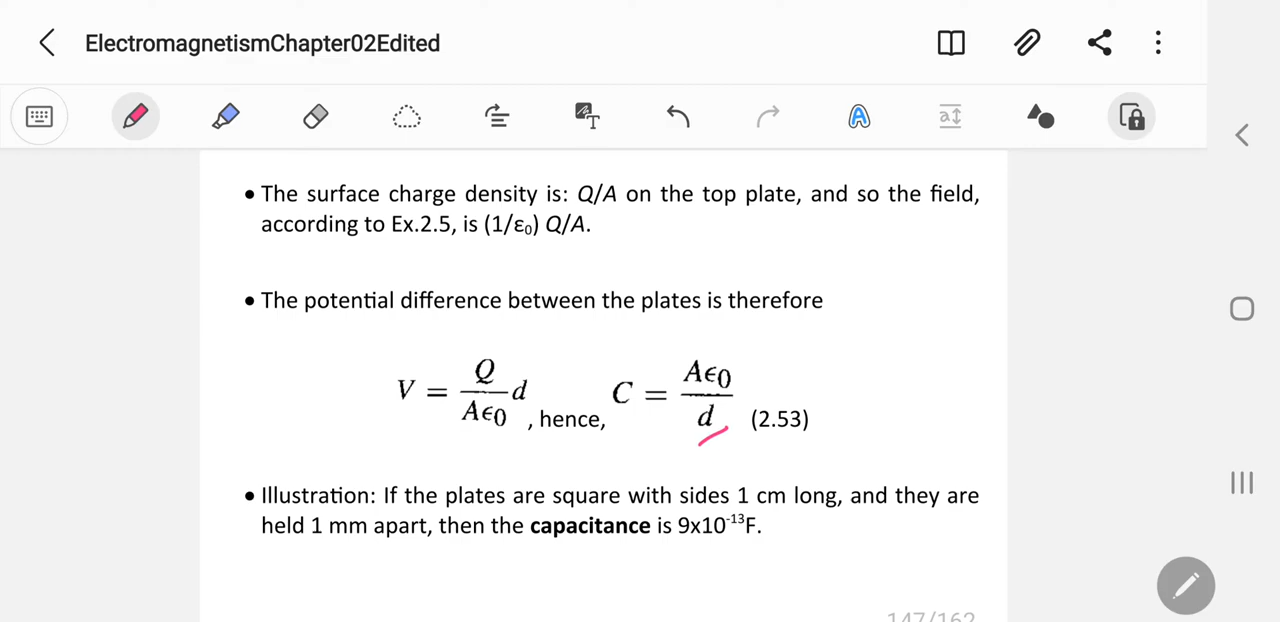 ElectromagnetismChapter02Edited
• The surface charge density is: Q/A on the top plate, and so the field,
according to Ex.2.5, is (1/ε₀) Q/A.
• The potential difference between the plates is therefore
V = Q/Aϵ₀ d , hence, C = Aϵ₀/d (2.53)
• Illustration: If the plates are square with sides 1 cm long, and they are
held 1 mm apart, then the capacitance is 9x10⁻¹³F.
147/162